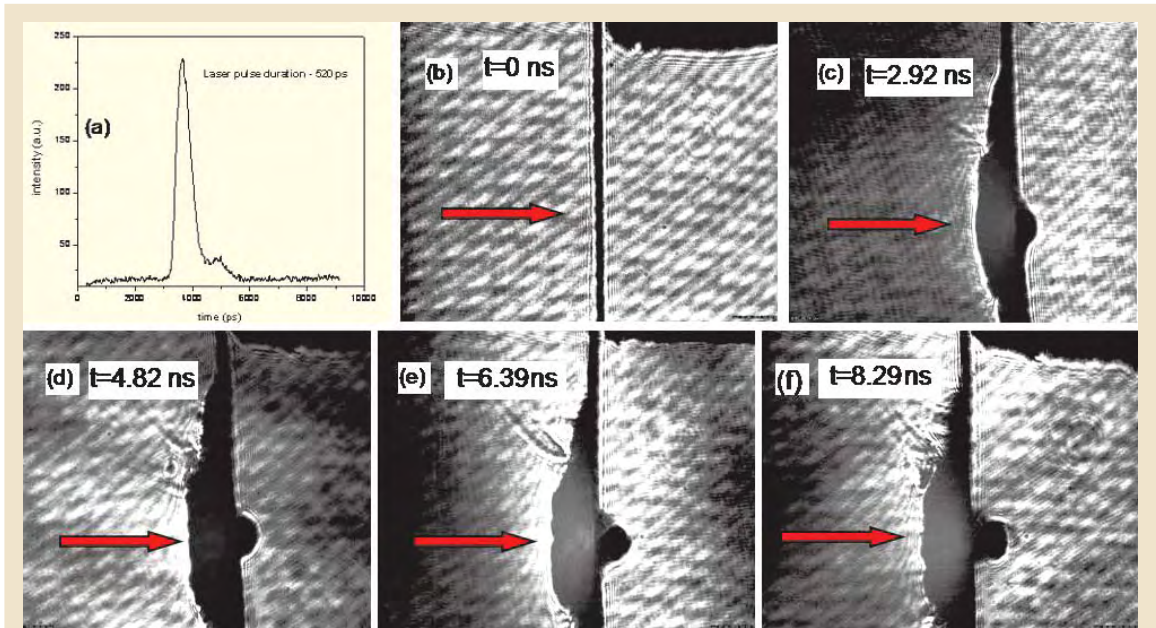 250
200
150
100
50
0
2000
4000
6000
8000
10000
intensity (a.u.)
time (ps)
Laser pulse duration - 520 ps
(a)
(b)
t=0 ns
(c)
t=2.92 ns
(d)
t=4.82 ns
(e)
t=6.39ns
(f)
t=8.29ns